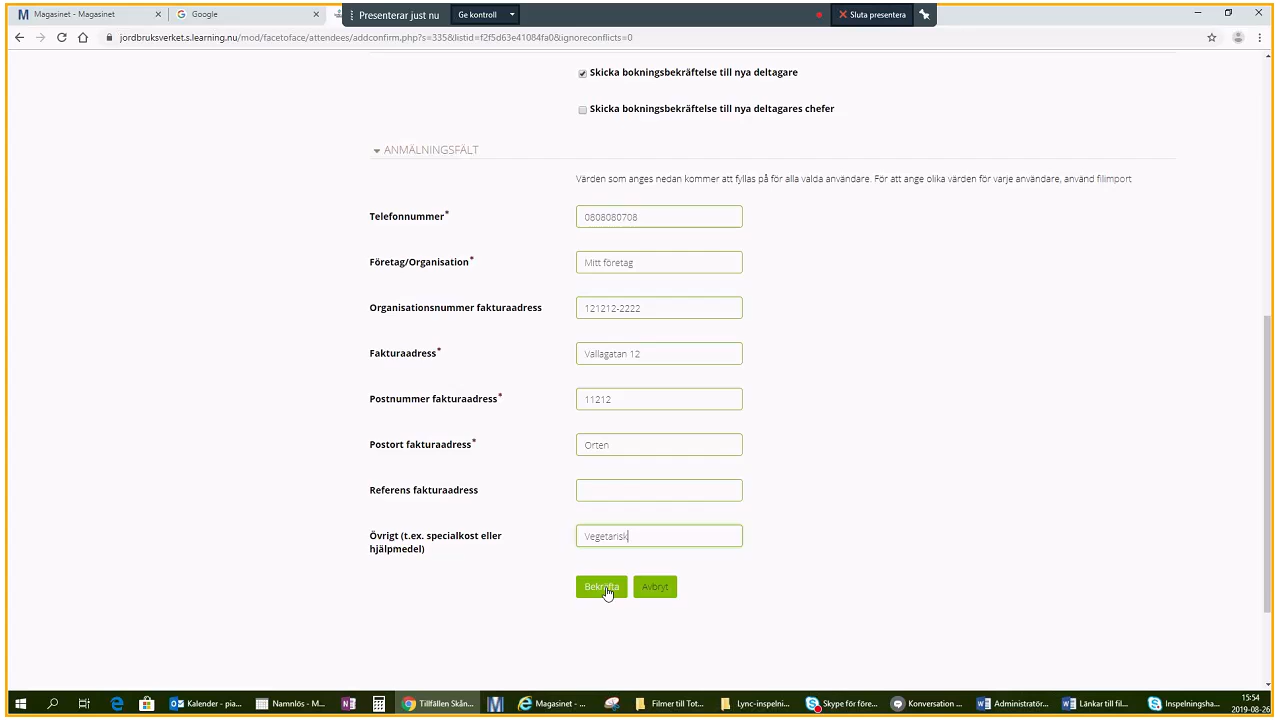 Magasinet - Magasinet
Google
Presenterar just nu
Ge kontroll
Sluta presentera
jordbruksverket.s.learning.nu/mod/facetoface/attendees/addconfirm.php?s=335&listid=f2f5d63e41084fa0&ignoreconflicts=0
Skicka bokningsbekräftelse till nya deltagare
Skicka bokningsbekräftelse till nya deltagares chefer
ANMÄLNINGSFÄLT
Värden som anges nedan kommer att fyllas på för alla valda användare. För att ange olika värden för varje användare, använd filimport
Telefonnummer*
0808080708
Företag/Organisation*
Mitt företag
Organisationsnummer fakturaadress
121212-2222
Fakturaadress*
Vallagatan 12
Postnummer fakturaadress*
11212
Postort fakturaadress*
Orten
Referens fakturaadress
Övrigt (t.ex. specialkost eller
hjälpmedel)
Vegetarisk
Bekräfta
Avbryt
Kalender - pia...
Namnlös - M...
Tillfällen Skån...
Magasinet - ...
Filmer till Tot...
Lync-inspelni...
Skype för före...
Konversation ...
Administratör...
Länkar till fil...
Inspelningsha...
15:54
2019-08-26